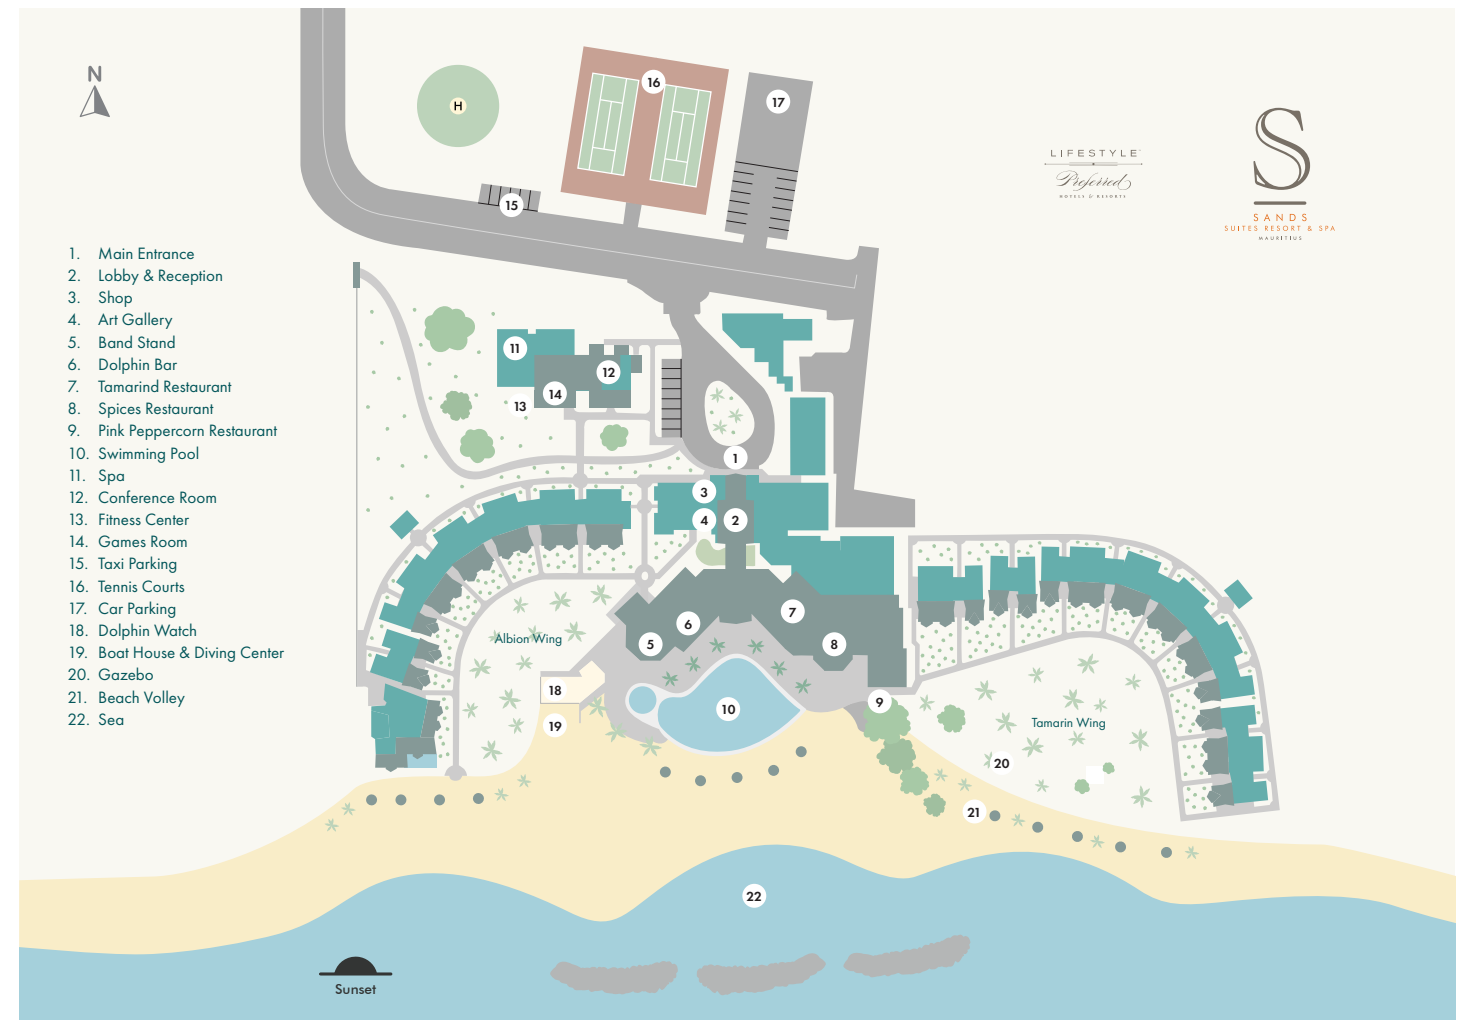 N
H
16
17
15
LIFESTYLE
Preferred
HOTELS & RESORTS
S
SANDS
SUITES RESORT & SPA
MAURITIUS
1. Main Entrance
2. Lobby & Reception
3. Shop
4. Art Gallery
5. Band Stand
6. Dolphin Bar
7. Tamarind Restaurant
8. Spices Restaurant
9. Pink Peppercorn Restaurant
10. Swimming Pool
11. Spa
12. Conference Room
13. Fitness Center
14. Games Room
15. Taxi Parking
16. Tennis Courts
17. Car Parking
18. Dolphin Watch
19. Boat House & Diving Center
20. Gazebo
21. Beach Volley
22. Sea
11
12
14
13
1
3
4
2
7
6
5
8
Albion Wing
18
19
10
9
Tamarin Wing
20
21
22
Sunset